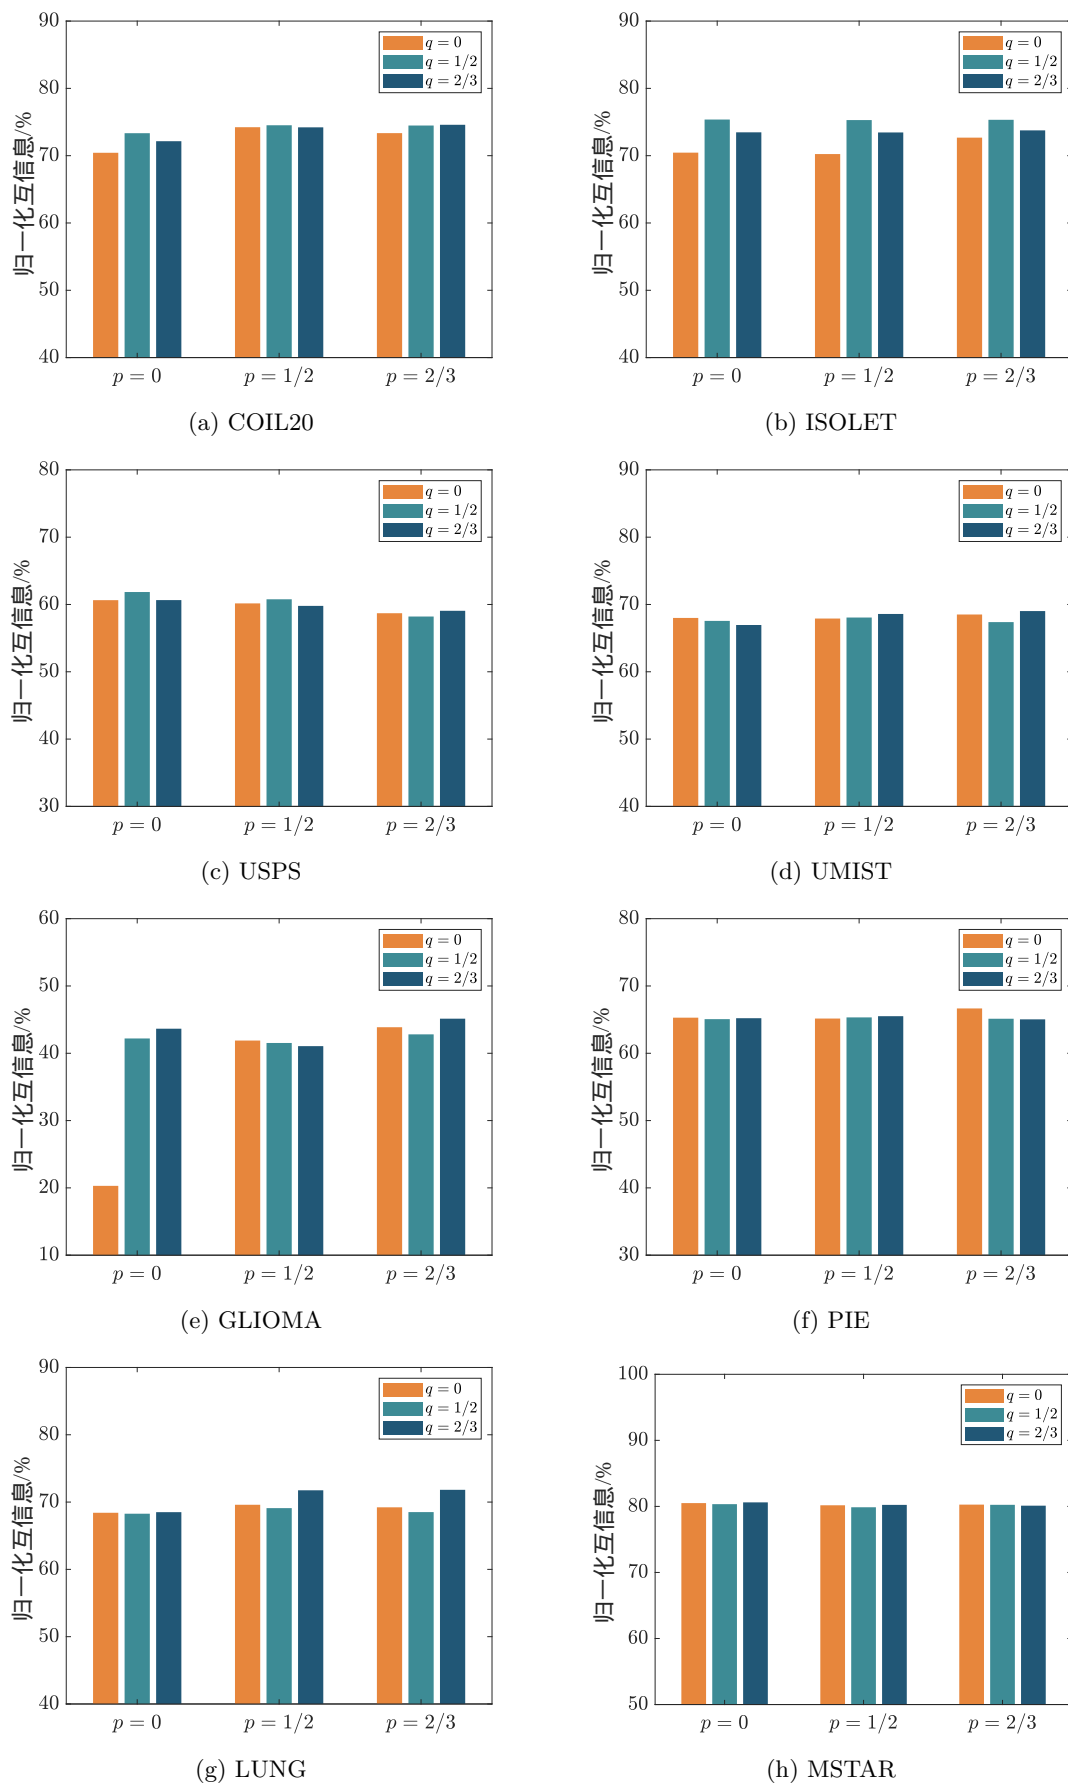 归一化互信息/%
90
80
70
60
50
40
p = 0
p = 1/2
p = 2/3
q = 0
q = 1/2
q = 2/3
(a) COIL20
归一化互信息/%
90
80
70
60
50
40
p = 0
p = 1/2
p = 2/3
q = 0
q = 1/2
q = 2/3
(b) ISOLET
归一化互信息/%
80
70
60
50
40
30
p = 0
p = 1/2
p = 2/3
q = 0
q = 1/2
q = 2/3
(c) USPS
归一化互信息/%
90
80
70
60
50
40
p = 0
p = 1/2
p = 2/3
q = 0
q = 1/2
q = 2/3
(d) UMIST
归一化互信息/%
60
50
40
30
20
10
p = 0
p = 1/2
p = 2/3
q = 0
q = 1/2
q = 2/3
(e) GLIOMA
归一化互信息/%
80
70
60
50
40
30
p = 0
p = 1/2
p = 2/3
q = 0
q = 1/2
q = 2/3
(f) PIE
归一化互信息/%
90
80
70
60
50
40
p = 0
p = 1/2
p = 2/3
q = 0
q = 1/2
q = 2/3
(g) LUNG
归一化互信息/%
100
90
80
70
60
50
p = 0
p = 1/2
p = 2/3
q = 0
q = 1/2
q = 2/3
(h) MSTAR